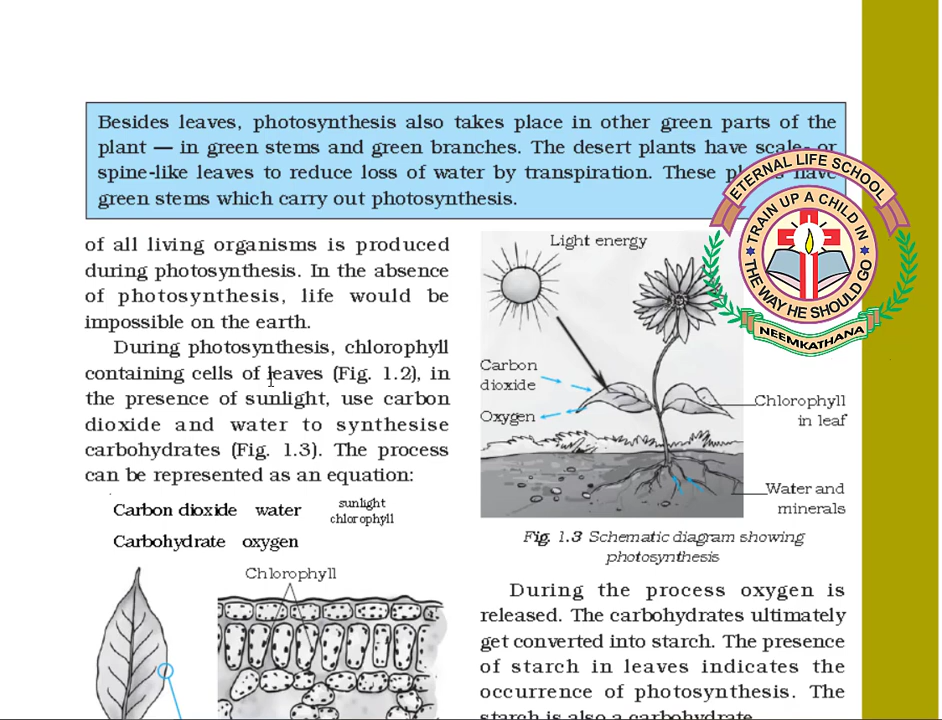 Besides leaves, photosynthesis also takes place in other green parts of the
plant — in green stems and green branches. The desert plants have scale- or
spine-like leaves to reduce loss of water by transpiration. These have
green stems which carry out photosynthesis.
ETERNAL LIFE SCHOOL
TRAIN UP A CHILD IN
THE WAY HE SHOULD GO
NEEMKATHANA
of all living organisms is produced
during photosynthesis. In the absence
of photosynthesis, life would be
impossible on the earth.
During photosynthesis, chlorophyll
containing cells of leaves (Fig. 1.2), in
the presence of sunlight, use carbon
dioxide and water to synthesise
carbohydrates (Fig. 1.3). The process
can be represented as an equation:
Carbon dioxide water sunlight
chlorophyll
Carbohydrate oxygen
Chlorophyll
Light energy
Carbon
dioxide
Oxygen
Chlorophyll
in leaf
Water and
minerals
Fig. 1.3 Schematic diagram showing
photosynthesis
During the process oxygen is
released. The carbohydrates ultimately
get converted into starch. The presence
of starch in leaves indicates the
occurrence of photosynthesis. The
starch is also a carbohydrate.